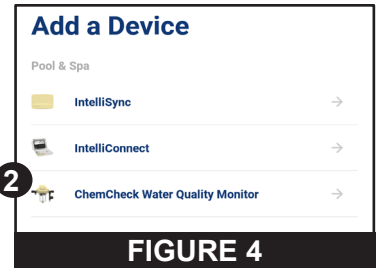 Add a Device
Pool & Spa
IntelliSync
IntelliConnect
2
ChemCheck Water Quality Monitor
FIGURE 4